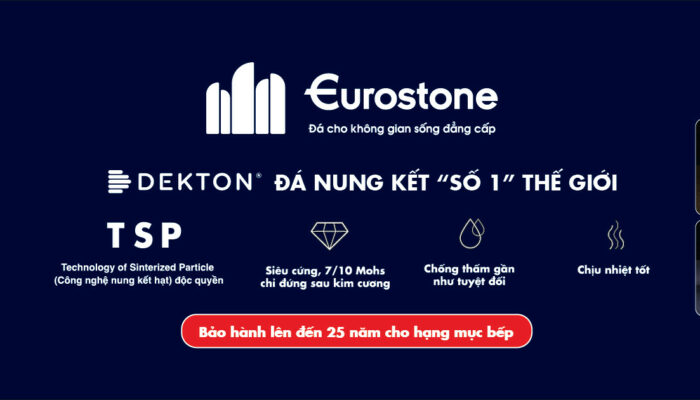 Eurostone
Đá cho không gian sống đẳng cấp
DEKTON® ĐÁ NUNG KẾT “SỐ 1” THẾ GIỚI
TSP
Technology of Sinterized Particle
(Công nghệ nung kết hạt) độc quyền
Siêu cứng, 7/10 Mohs
chỉ đứng sau kim cương
Chống thấm gần
như tuyệt đối
Chịu nhiệt tốt
Bảo hành lên đến 25 năm cho hạng mục bếp